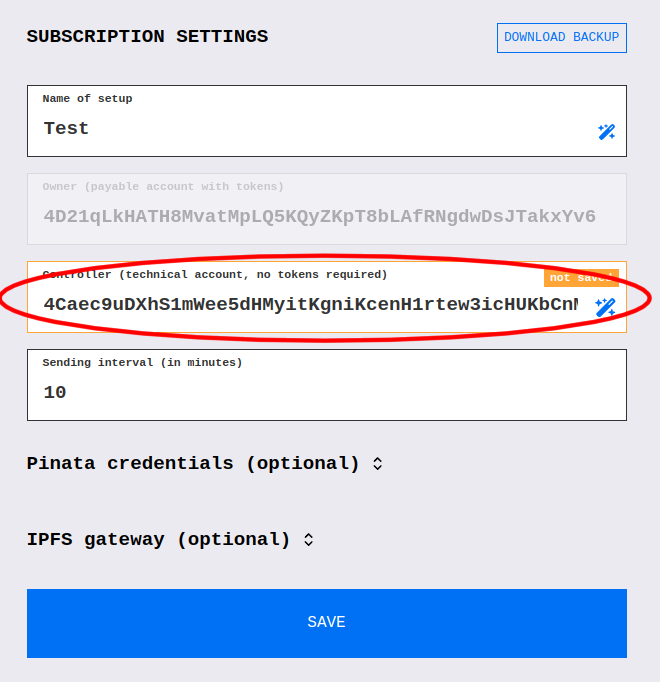 SUBSCRIPTION SETTINGS
DOWNLOAD BACKUP
Name of setup
Test
Owner (payable account with tokens)
4D21qLkHATH8MvatMpLQ5KQyZKpT8bLAfRNgdwDsJTakxYv6
Controller (technical account, no tokens required)
not saved
4Caec9uDXhS1mWee5dHMyitKgniKcenH1rtew3icHUKbCnM
Sending interval (in minutes)
10
Pinata credentials (optional)
IPFS gateway (optional)
SAVE